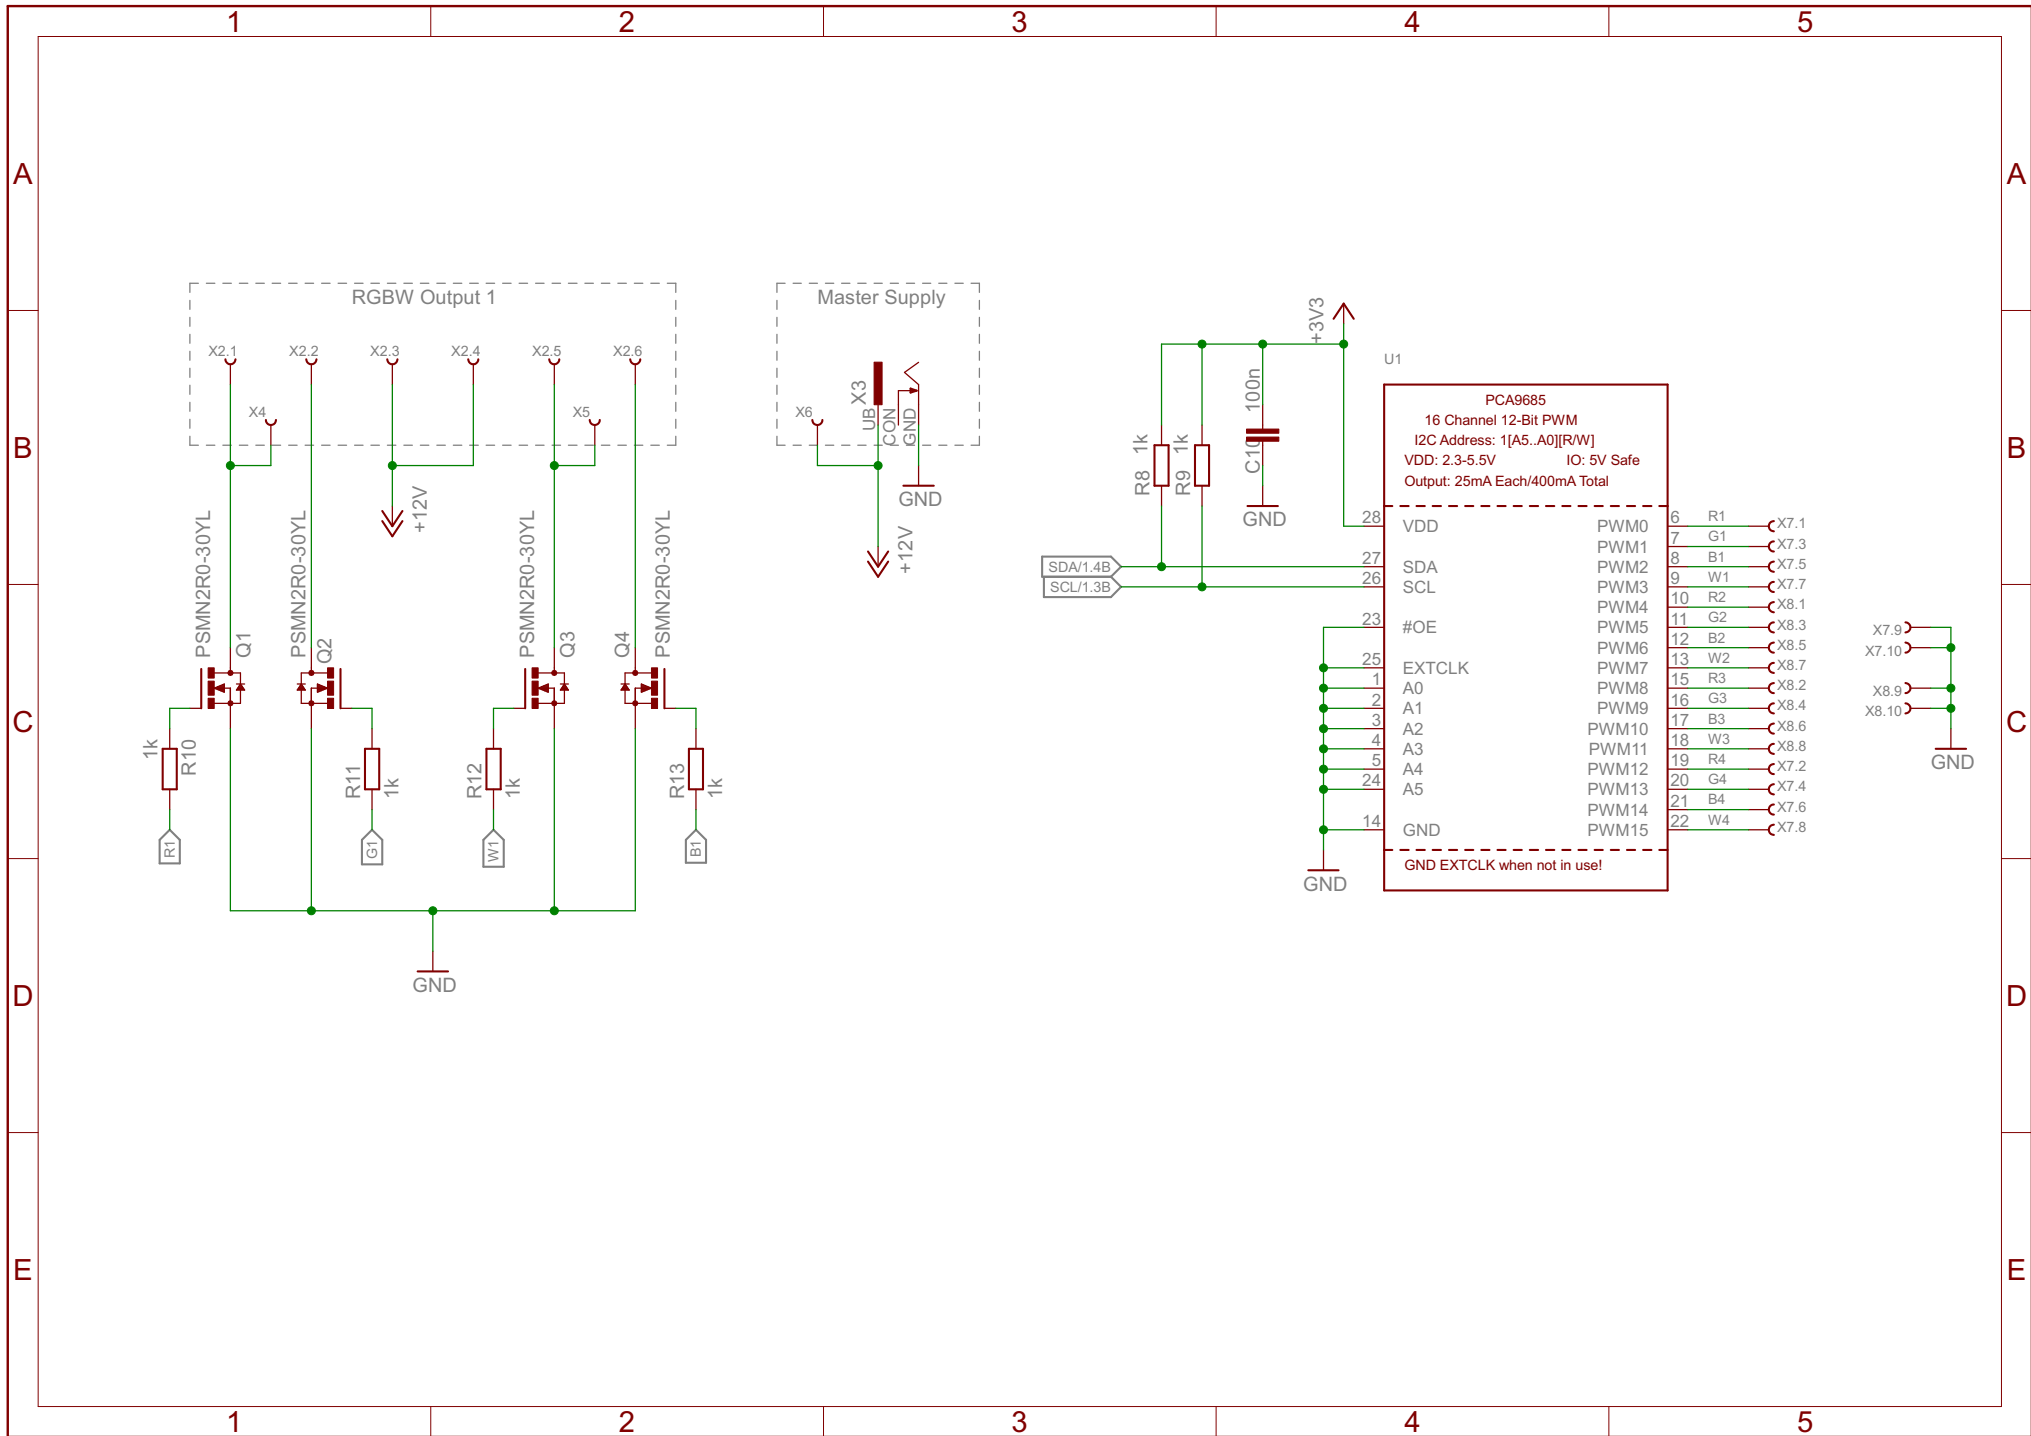 1 2 3 4 5
A A
RGBW Output 1
Master Supply
+3V3
B B
X2.1 X2.2 X2.3 X2.4 X2.5 X2.6
X4 X5
X6 X3 UB CON GND
GND
+12V
+12V
U1
PCA9685
16 Channel 12-Bit PWM
I2C Address: 1[A5..A0][R/W]
VDD: 2.3-5.5V IO: 5V Safe
Output: 25mA Each/400mA Total
R8 1k
R9 1k
C10 100n
GND
SDA/1.4B
SCL/1.3B
28 VDD
27 SDA
26 SCL
23 #OE
25 EXTCLK
1 A0
2 A1
3 A2
4 A3
5 A4
24 A5
14 GND
GND
PWM0 6 R1 X7.1
PWM1 7 G1 X7.3
PWM2 8 B1 X7.5
PWM3 9 W1 X7.7
PWM4 10 R2 X8.1
PWM5 11 G2 X8.3
PWM6 12 B2 X8.5
PWM7 13 W2 X8.7
PWM8 15 R3 X8.2
PWM9 16 G3 X8.4
PWM10 17 B3 X8.6
PWM11 18 W3 X8.8
PWM12 19 R4 X7.2
PWM13 20 G4 X7.4
PWM14 21 B4 X7.6
PWM15 22 W4 X7.8
GND EXTCLK when not in use!
X7.9
X7.10
X8.9
X8.10
GND
PSMN2R0-30YL Q1
PSMN2R0-30YL Q2
PSMN2R0-30YL Q3
Q4 PSMN2R0-30YL
C C
1k R10
R11 1k
R12 1k
R13 1k
R1 G1 W1 B1
GND
D D
E E
1 2 3 4 5